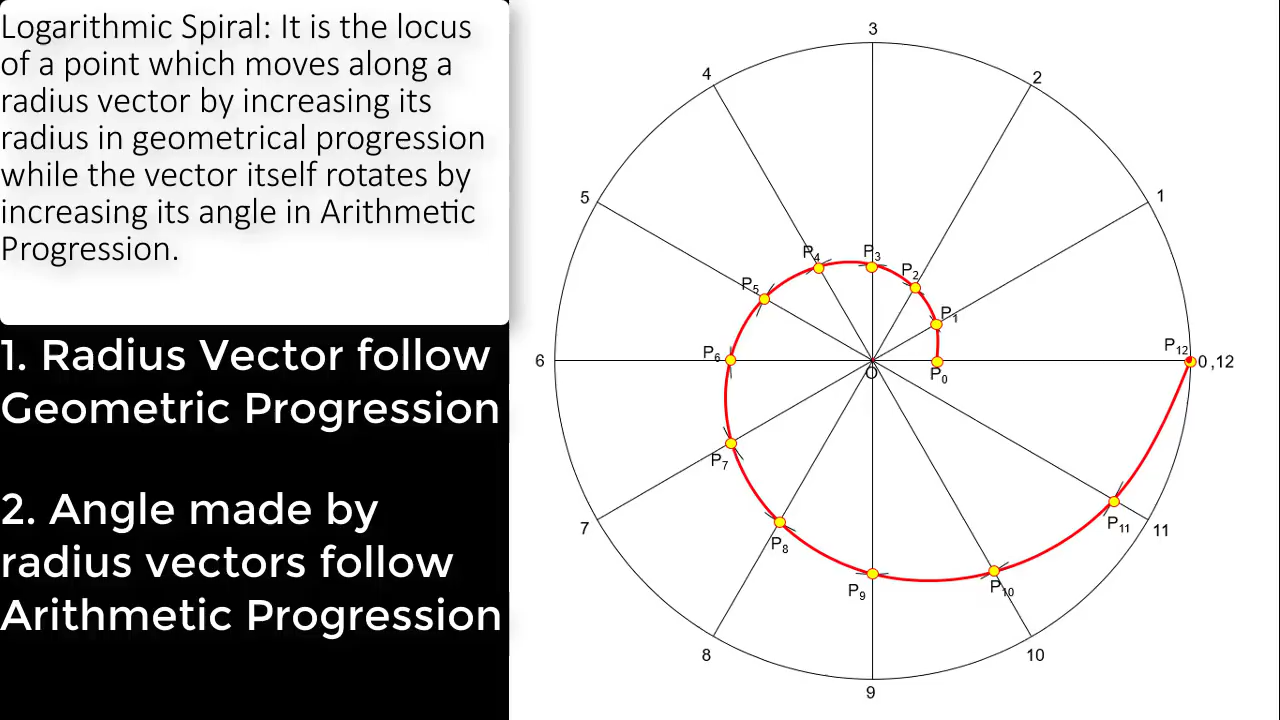 Logarithmic Spiral: It is the locus
of a point which moves along a
radius vector by increasing its
radius in geometrical progression
while the vector itself rotates by
increasing its angle in Arithmetic
Progression.
1. Radius Vector follow
Geometric Progression
2. Angle made by
radius vectors follow
Arithmetic Progression
3
4
2
5
1
P4
P3
P2
P5
P1
6
P6
O
P0
P12
0 ,12
P7
7
P8
P11
11
P9
P10
8
10
9